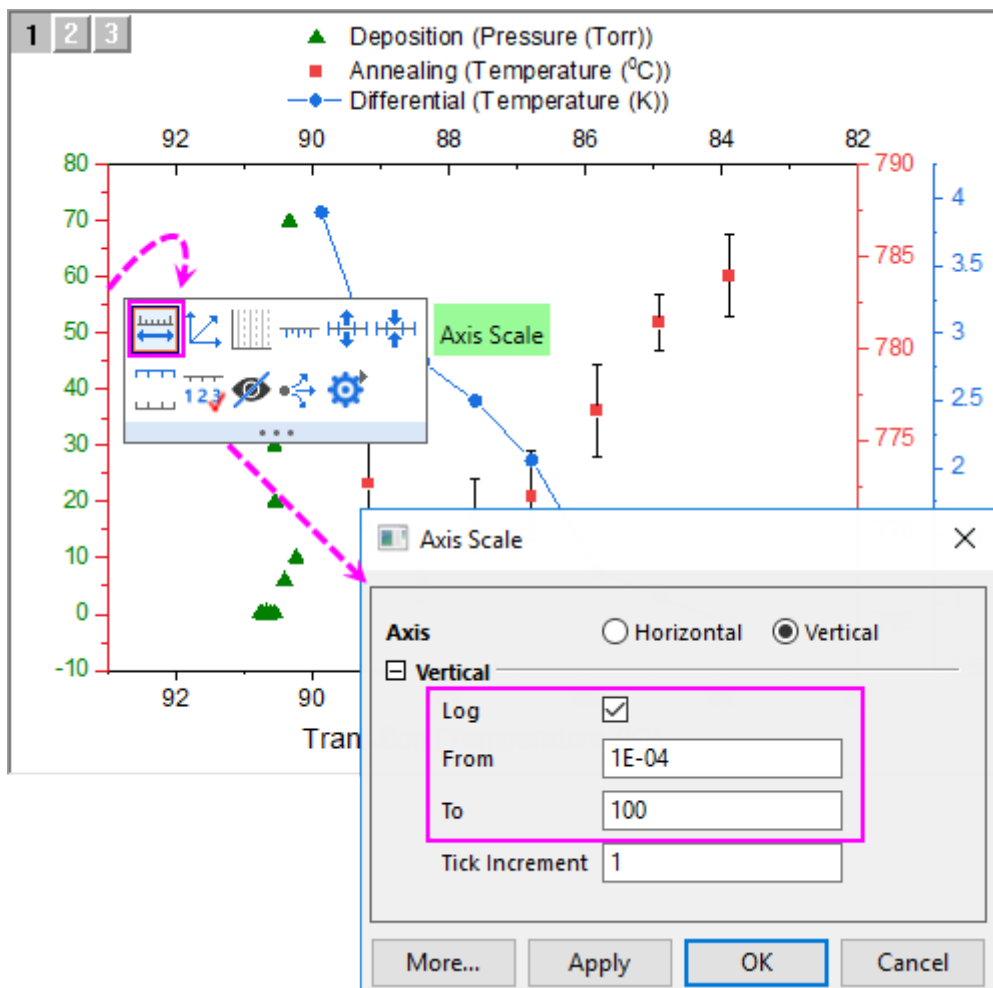 1 2 3
Deposition (Pressure (Torr))
Annealing (Temperature (⁰C))
Differential (Temperature (K))
92 90 88 86 84 82
80 790
4
70
785
60 3.5
50 Axis Scale 780 3
40 2.5
1 2 3
30 775
2
20
Axis Scale
10
0
Axis Horizontal Vertical
-10
Vertical
92 90
Log
Tran
From 1E-04
To 100
Tick Increment 1
More... Apply OK Cancel